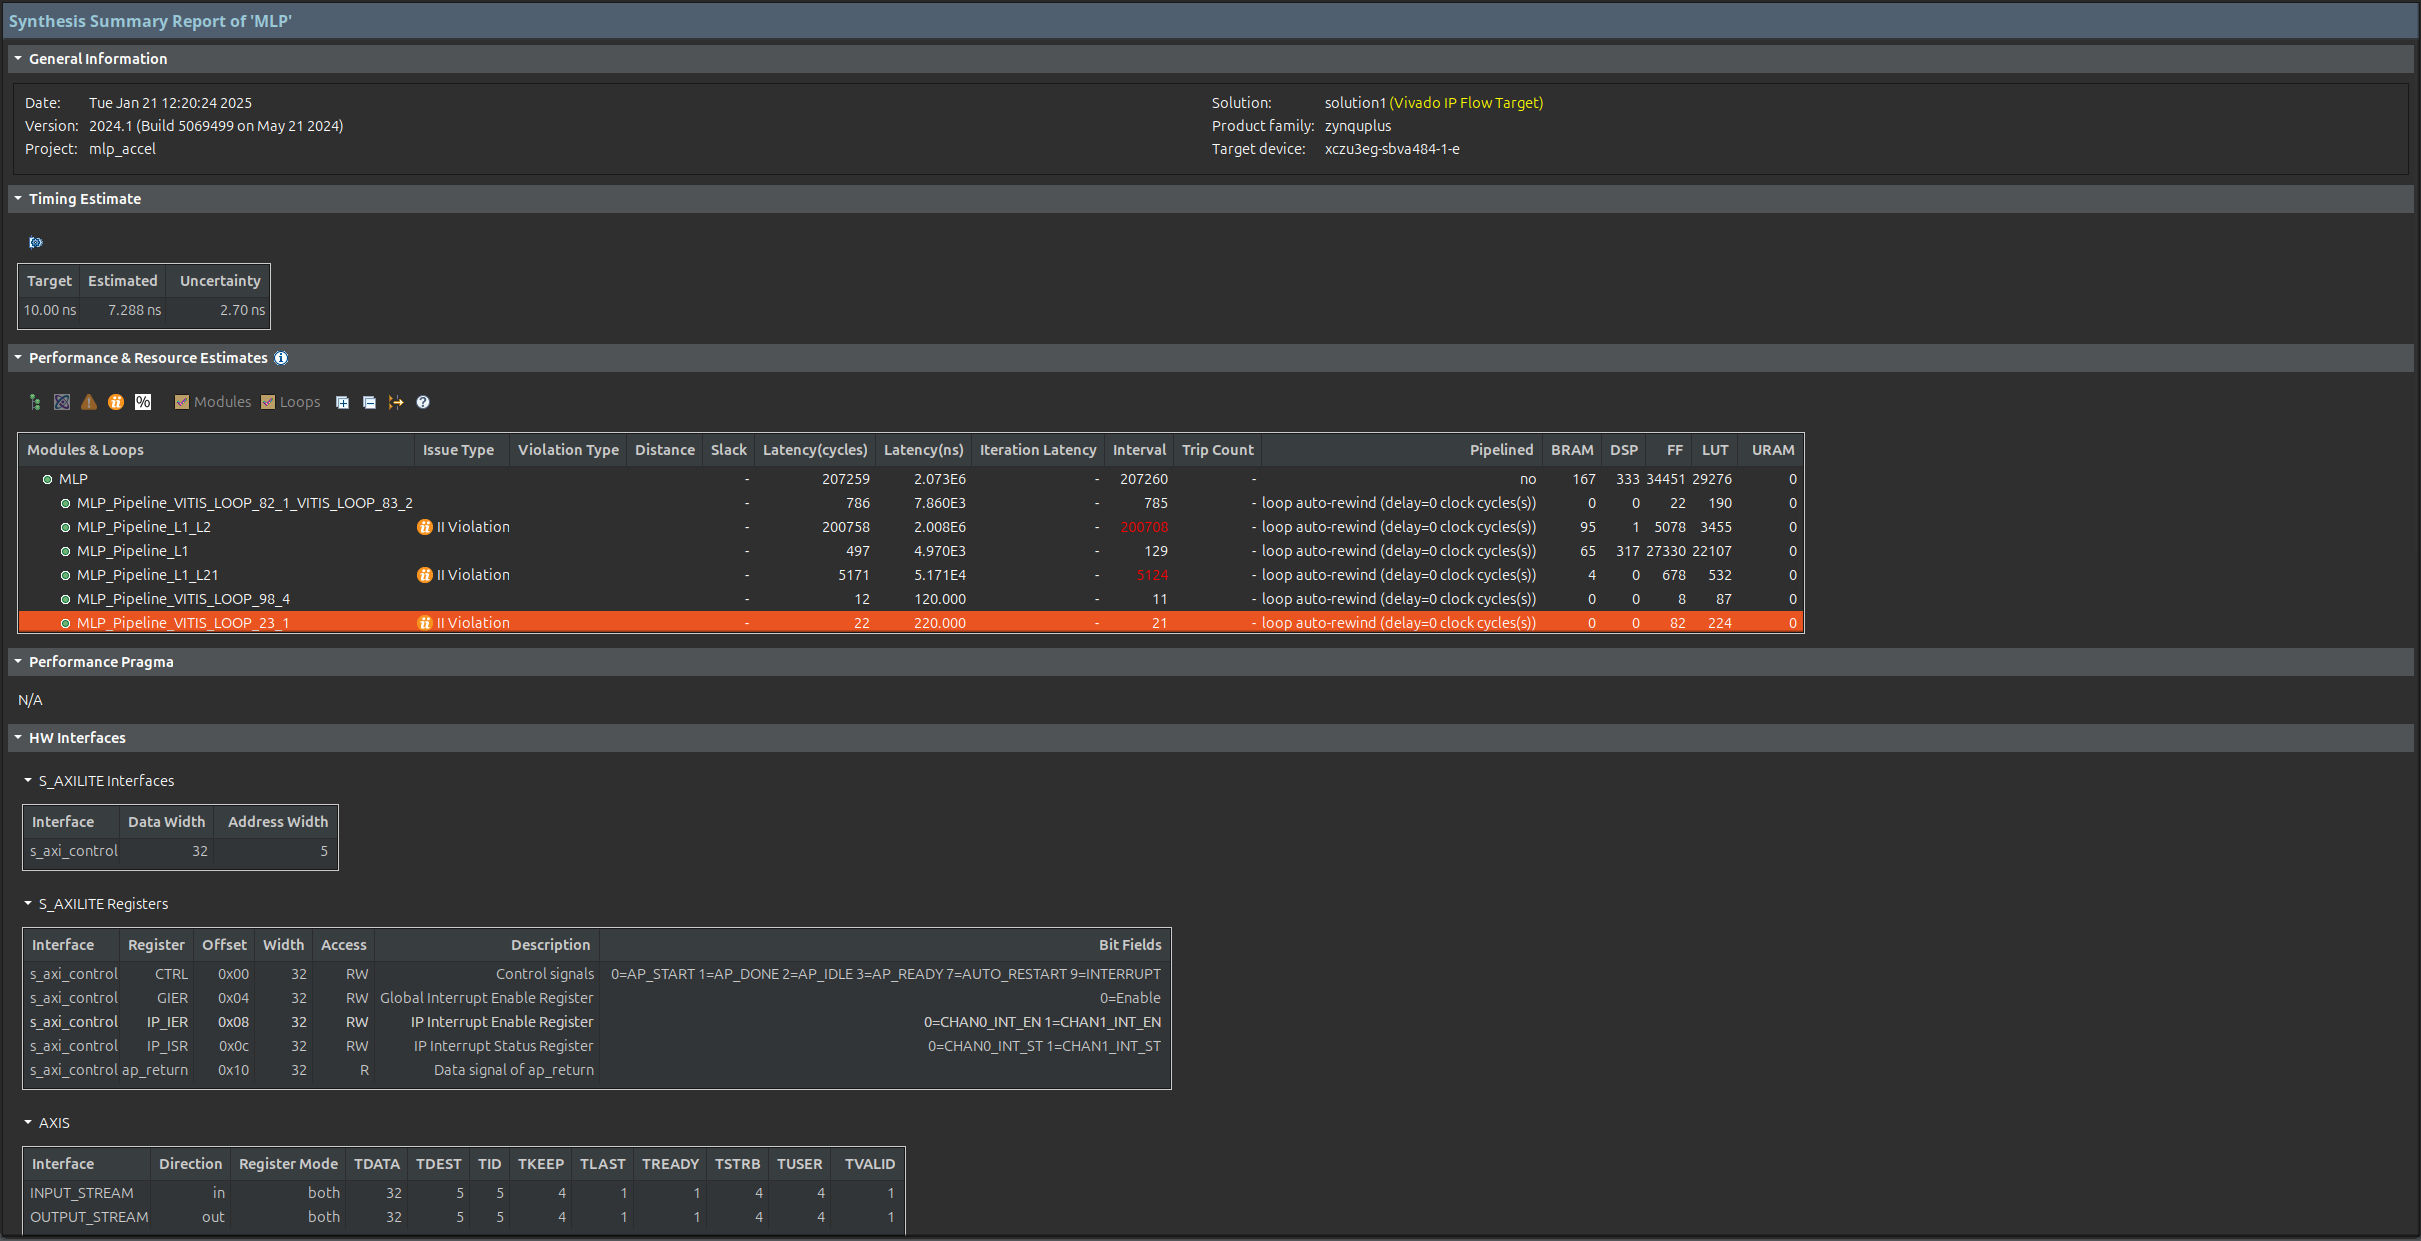 Synthesis Summary Report of 'MLP'
General Information
Date: Tue Jan 21 12:20:24 2025 Solution: solution1 (Vivado IP Flow Target)
Version: 2024.1 (Build 5069499 on May 21 2024) Product family: zynquplus
Project: mlp_accel Target device: xczu3eg-sbva484-1-e
Timing Estimate
Target Estimated Uncertainty
10.00 ns 7.288 ns 2.70 ns
Performance & Resource Estimates
% Modules Loops
Modules & Loops Issue Type Violation Type Distance Slack Latency(cycles) Latency(ns) Iteration Latency Interval Trip Count Pipelined BRAM DSP FF LUT URAM
MLP - 207259 2.073E6 - 207260 - no 167 333 34451 29276 0
MLP_Pipeline_VITIS_LOOP_82_1_VITIS_LOOP_83_2 - 786 7.860E3 - 785 - loop auto-rewind (delay=0 clock cycles(s)) 0 0 22 190 0
MLP_Pipeline_L1_L2 II Violation - 200758 2.008E6 - 200708 - loop auto-rewind (delay=0 clock cycles(s)) 95 1 5078 3455 0
MLP_Pipeline_L1 - 497 4.970E3 - 129 - loop auto-rewind (delay=0 clock cycles(s)) 65 317 27330 22107 0
MLP_Pipeline_L1_L21 II Violation - 5171 5.171E4 - 5124 - loop auto-rewind (delay=0 clock cycles(s)) 4 0 678 532 0
MLP_Pipeline_VITIS_LOOP_98_4 - 12 120.000 - 11 - loop auto-rewind (delay=0 clock cycles(s)) 0 0 8 87 0
MLP_Pipeline_VITIS_LOOP_23_1 II Violation - 22 220.000 - 21 - loop auto-rewind (delay=0 clock cycles(s)) 0 0 82 224 0
Performance Pragma
N/A
HW Interfaces
S_AXILITE Interfaces
Interface Data Width Address Width
s_axi_control 32 5
S_AXILITE Registers
Interface Register Offset Width Access Description Bit Fields
s_axi_control CTRL 0x00 32 RW Control signals 0=AP_START 1=AP_DONE 2=AP_IDLE 3=AP_READY 7=AUTO_RESTART 9=INTERRUPT
s_axi_control GIER 0x04 32 RW Global Interrupt Enable Register 0=Enable
s_axi_control IP_IER 0x08 32 RW IP Interrupt Enable Register 0=CHAN0_INT_EN 1=CHAN1_INT_EN
s_axi_control IP_ISR 0x0c 32 RW IP Interrupt Status Register 0=CHAN0_INT_ST 1=CHAN1_INT_ST
s_axi_control ap_return 0x10 32 R Data signal of ap_return
AXIS
Interface Direction Register Mode TDATA TDEST TID TKEEP TLAST TREADY TSTRB TUSER TVALID
INPUT_STREAM in both 32 5 5 4 1 1 4 4 1
OUTPUT_STREAM out both 32 5 5 4 1 1 4 4 1